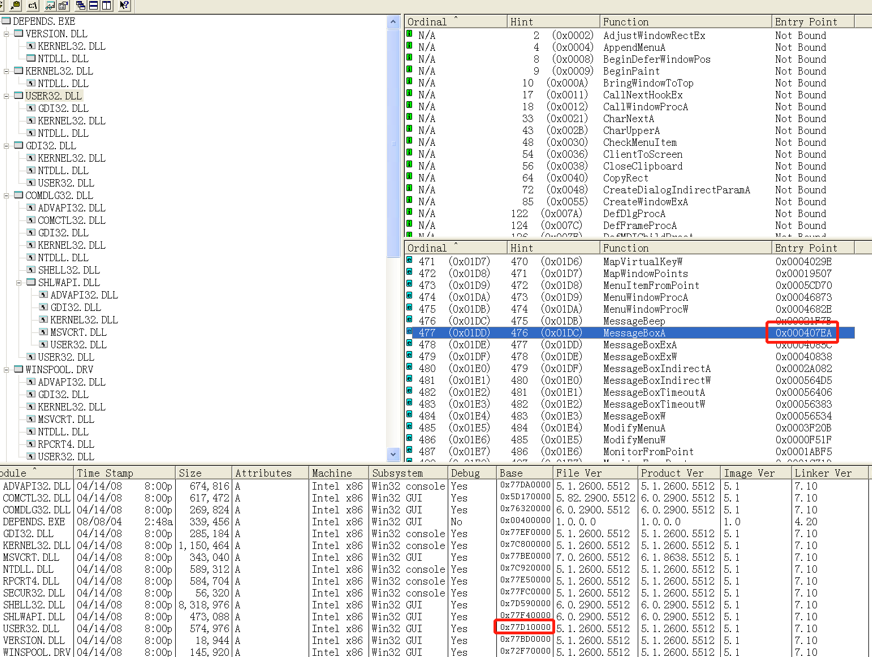 DEPENDS.EXE
VERSION.DLL
KERNEL32.DLL
NTDLL.DLL
KERNEL32.DLL
NTDLL.DLL
USER32.DLL
GDI32.DLL
KERNEL32.DLL
NTDLL.DLL
GDI32.DLL
KERNEL32.DLL
NTDLL.DLL
USER32.DLL
COMDLG32.DLL
ADVAPI32.DLL
COMCTL32.DLL
GDI32.DLL
KERNEL32.DLL
NTDLL.DLL
SHELL32.DLL
SHLWAPI.DLL
ADVAPI32.DLL
GDI32.DLL
KERNEL32.DLL
MSVCRT.DLL
USER32.DLL
USER32.DLL
WINSPOOL.DRV
ADVAPI32.DLL
GDI32.DLL
KERNEL32.DLL
MSVCRT.DLL
NTDLL.DLL
RPCRT4.DLL
USER32.DLL
Ordinal ^ Hint Function Entry Point
N/A 2 (0x0002) AdjustWindowRectEx Not Bound
N/A 4 (0x0004) AppendMenuA Not Bound
N/A 8 (0x0008) BeginDeferWindowPos Not Bound
N/A 9 (0x0009) BeginPaint Not Bound
N/A 10 (0x000A) BringWindowToTop Not Bound
N/A 17 (0x0011) CallNextHookEx Not Bound
N/A 18 (0x0012) CallWindowProcA Not Bound
N/A 33 (0x0021) CharNextA Not Bound
N/A 43 (0x002B) CharUpperA Not Bound
N/A 48 (0x0030) CheckMenuItem Not Bound
N/A 54 (0x0036) ClientToScreen Not Bound
N/A 56 (0x0038) CloseClipboard Not Bound
N/A 64 (0x0040) CopyRect Not Bound
N/A 72 (0x0048) CreateDialogIndirectParamA Not Bound
N/A 85 (0x0055) CreateWindowExA Not Bound
N/A 122 (0x007A) DefDlgProcA Not Bound
N/A 124 (0x007C) DefFrameProcA Not Bound
Ordinal ^ Hint Function Entry Point
471 (0x01D7) 470 (0x01D6) MapVirtualKeyW 0x0004029E
472 (0x01D8) 471 (0x01D7) MapWindowPoints 0x00019507
473 (0x01D9) 472 (0x01D8) MenuItemFromPoint 0x0005CD70
474 (0x01DA) 473 (0x01D9) MenuWindowProcA 0x00046873
475 (0x01DB) 474 (0x01DA) MenuWindowProcW 0x0004682E
476 (0x01DC) 475 (0x01DB) MessageBeep 0x00021F7B
477 (0x01DD) 476 (0x01DC) MessageBoxA 0x000407EA
478 (0x01DE) 477 (0x01DD) MessageBoxExA 0x0004085C
479 (0x01DF) 478 (0x01DE) MessageBoxExW 0x00040838
480 (0x01E0) 479 (0x01DF) MessageBoxIndirectA 0x0002A082
481 (0x01E1) 480 (0x01E0) MessageBoxIndirectW 0x000564D5
482 (0x01E2) 481 (0x01E1) MessageBoxTimeoutA 0x00056406
483 (0x01E3) 482 (0x01E2) MessageBoxTimeoutW 0x00056383
484 (0x01E4) 483 (0x01E3) MessageBoxW 0x00056534
485 (0x01E5) 484 (0x01E4) ModifyMenuA 0x0003F20B
486 (0x01E6) 485 (0x01E5) ModifyMenuW 0x0000F51F
487 (0x01E7) 486 (0x01E6) MonitorFromPoint 0x0001ABF5
odule ^ Time Stamp Size Attributes Machine Subsystem Debug Base File Ver Product Ver Image Ver Linker Ver
ADVAPI32.DLL 04/14/08 8:00p 674,816 A Intel x86 Win32 console Yes 0x77DA0000 5.1.2600.5512 5.1.2600.5512 5.1 7.10
COMCTL32.DLL 04/14/08 8:00p 617,472 A Intel x86 Win32 GUI Yes 0x5D170000 5.82.2900.5512 6.0.2900.5512 5.1 7.10
COMDLG32.DLL 04/14/08 8:00p 269,824 A Intel x86 Win32 GUI Yes 0x76320000 6.0.2900.5512 6.0.2900.5512 5.1 7.10
DEPENDS.EXE 08/08/04 2:48a 339,456 A Intel x86 Win32 GUI No 0x00400000 1.0.0.0 1.0.0.0 1.0 4.20
GDI32.DLL 04/14/08 8:00p 285,184 A Intel x86 Win32 console Yes 0x77EF0000 5.1.2600.5512 5.1.2600.5512 5.1 7.10
KERNEL32.DLL 04/14/08 8:00p 1,150,464 A Intel x86 Win32 console Yes 0x7C800000 5.1.2600.5512 5.1.2600.5512 5.1 7.10
MSVCRT.DLL 04/14/08 8:00p 343,040 A Intel x86 Win32 GUI Yes 0x77BE0000 7.0.2600.5512 6.1.8638.5512 5.1 7.10
NTDLL.DLL 04/14/08 8:00p 589,312 A Intel x86 Win32 console Yes 0x7C920000 5.1.2600.5512 5.1.2600.5512 5.1 7.10
RPCRT4.DLL 04/14/08 8:00p 584,704 A Intel x86 Win32 console Yes 0x77E50000 5.1.2600.5512 5.1.2600.5512 5.1 7.10
SECUR32.DLL 04/14/08 8:00p 56,320 A Intel x86 Win32 console Yes 0x77FC0000 5.1.2600.5512 5.1.2600.5512 5.1 7.10
SHELL32.DLL 04/14/08 8:00p 8,318,976 A Intel x86 Win32 GUI Yes 0x7D590000 6.0.2900.5512 6.0.2900.5512 5.1 7.10
SHLWAPI.DLL 04/14/08 8:00p 473,088 A Intel x86 Win32 GUI Yes 0x77F40000 6.0.2900.5512 6.0.2900.5512 5.1 7.10
USER32.DLL 04/14/08 8:00p 574,976 A Intel x86 Win32 GUI Yes 0x77D10000 5.1.2600.5512 5.1.2600.5512 5.1 7.10
VERSION.DLL 04/14/08 8:00p 18,944 A Intel x86 Win32 GUI Yes 0x77BD0000 5.1.2600.5512 5.1.2600.5512 5.1 7.10
WINSPOOL.DRV 04/14/08 8:00p 145,920 A Intel x86 Win32 GUI Yes 0x72F70000 5.1.2600.5512 5.1.2600.5512 5.1 7.10